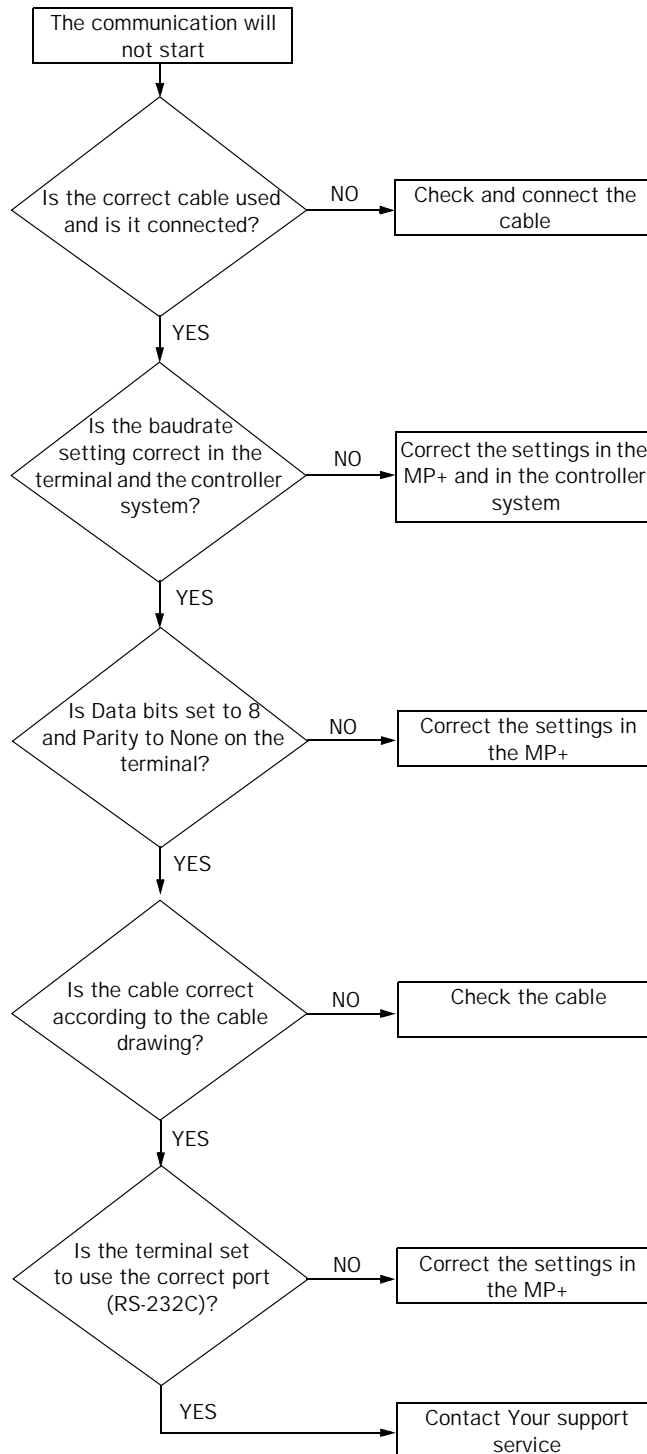 The communication will
not start
Is the correct cable used
and is it connected?
NO
Check and connect the
cable
YES
Is the baudrate
setting correct in the
terminal and the controller
system?
NO
Correct the settings in the
MP+ and in the controller
system
YES
Is Data bits set to 8
and Parity to None on the
terminal?
NO
Correct the settings in
the MP+
YES
Is the cable correct
according to the cable
drawing?
NO
Check the cable
YES
Is the terminal set
to use the correct port
(RS-232C)?
NO
Correct the settings in
the MP+
YES
Contact Your support
service